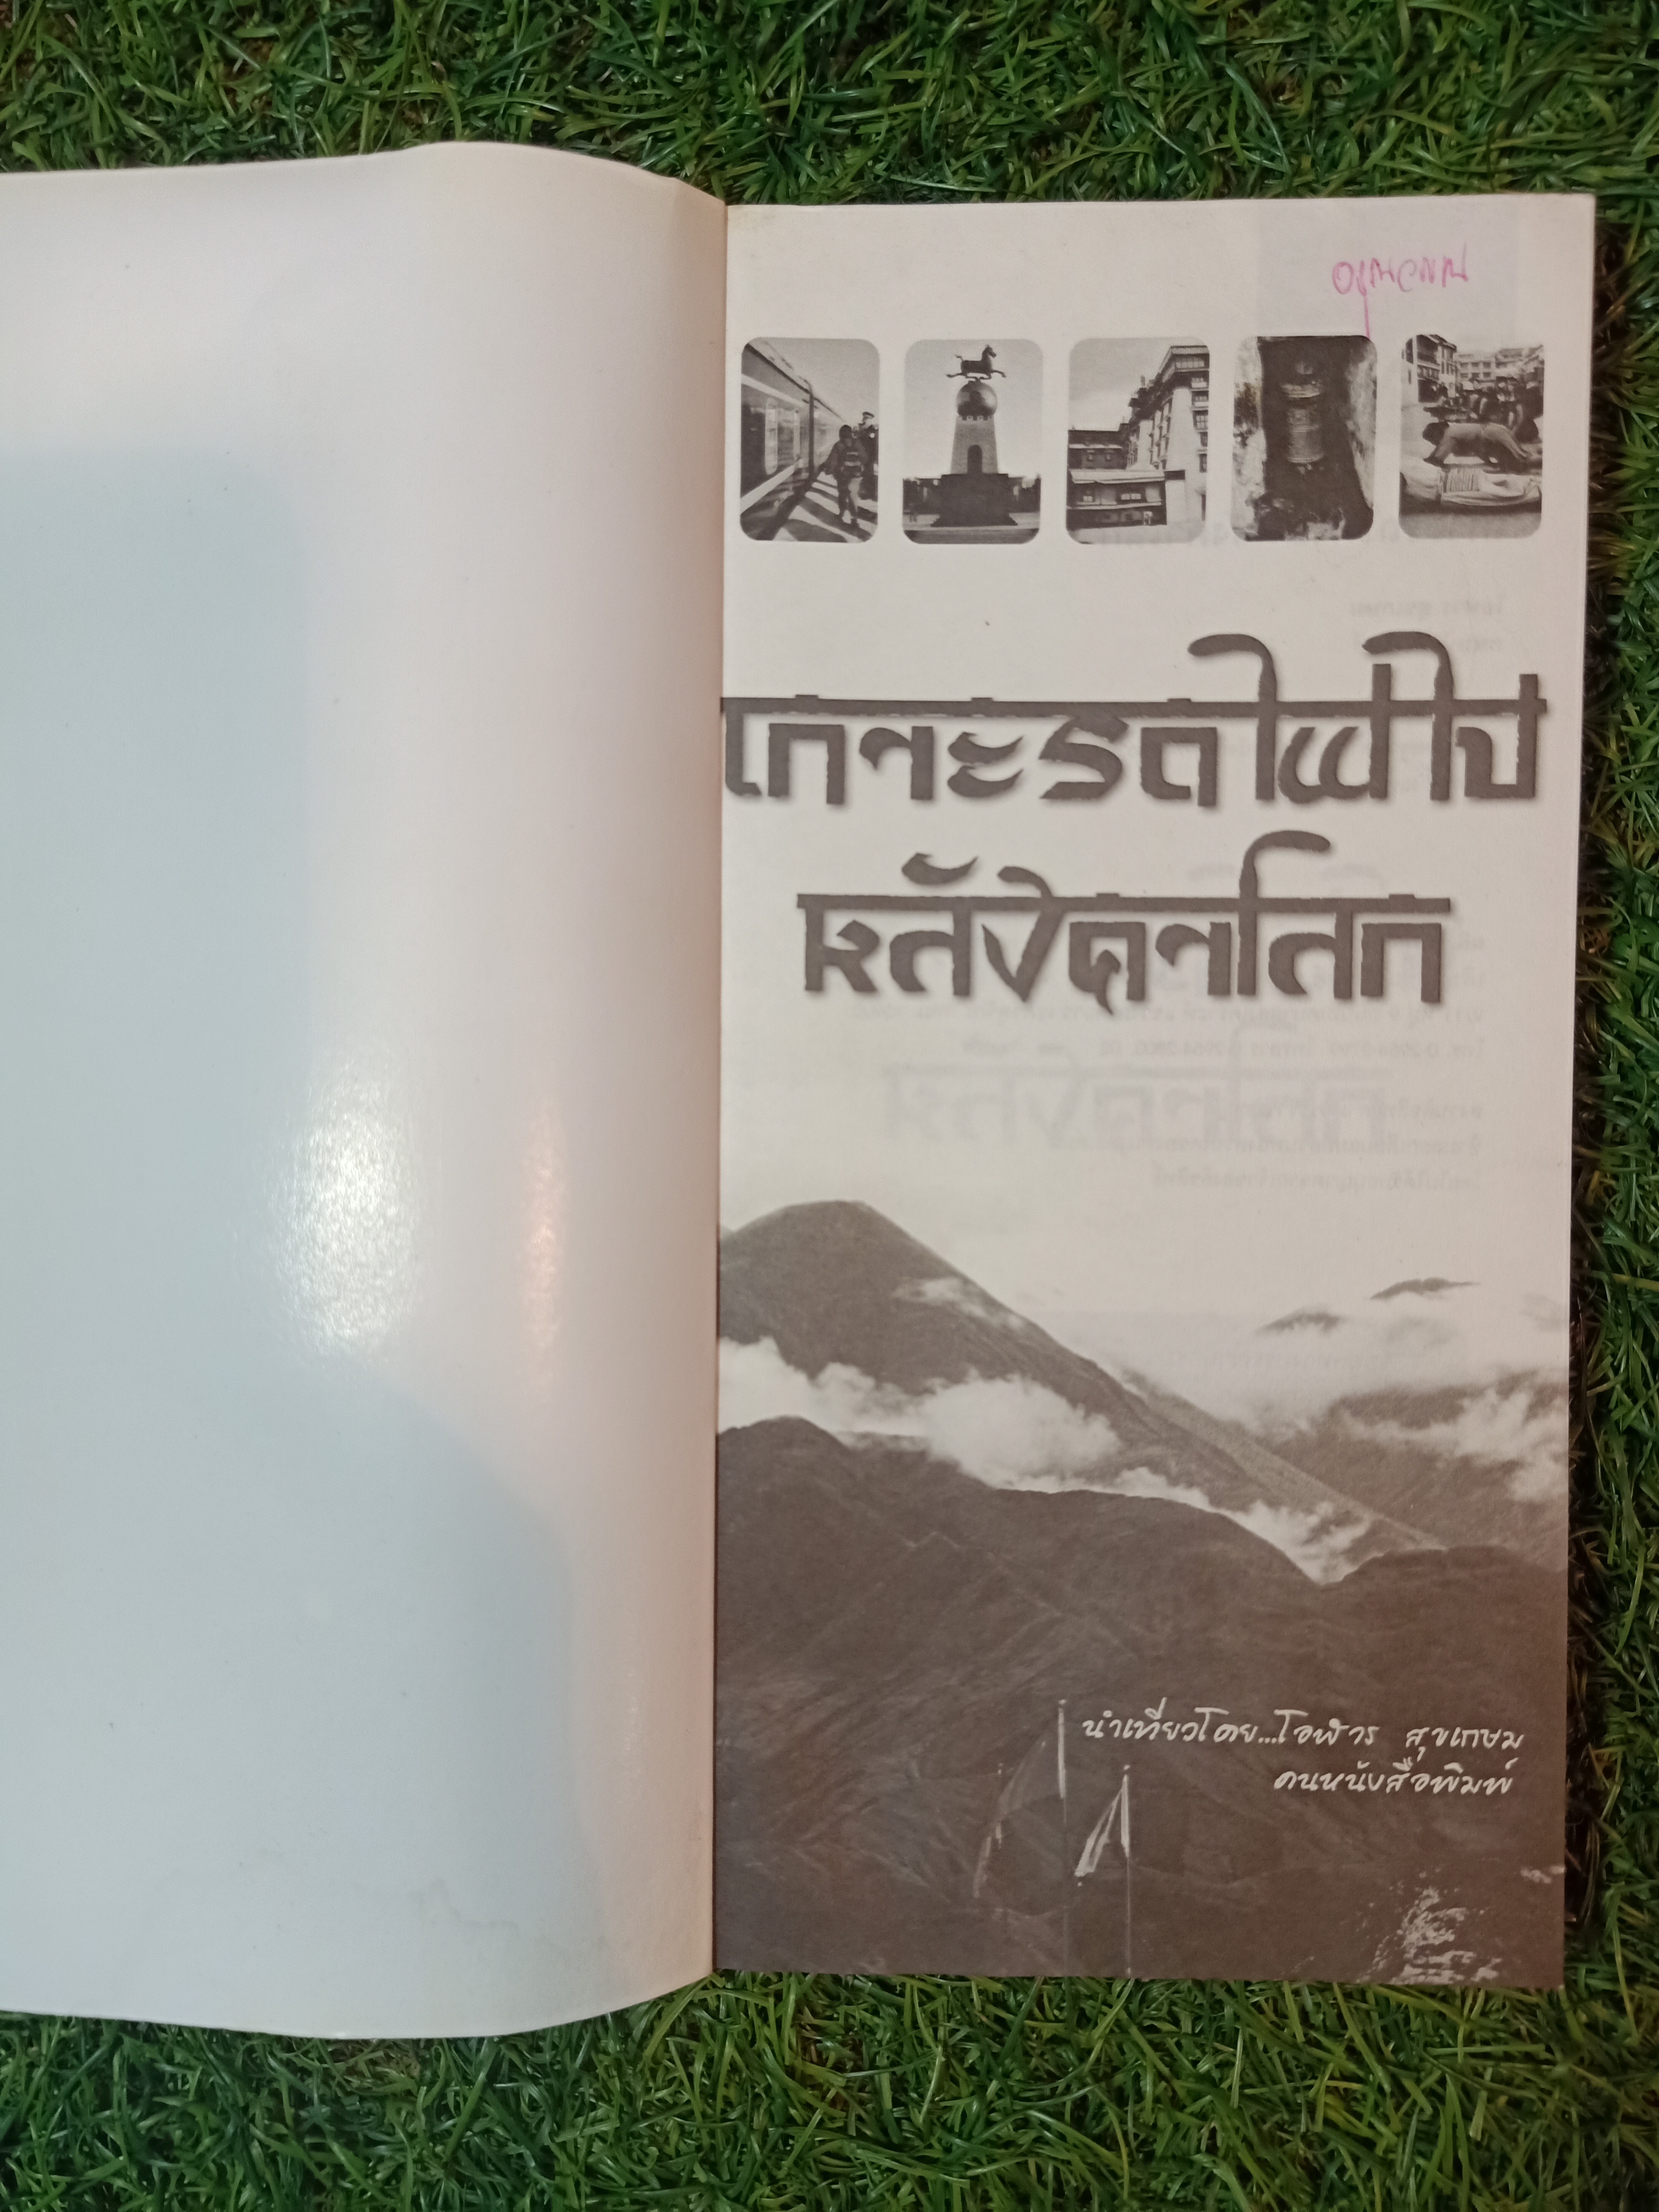 เกาะรถไฟไป
หลังคาโลก
นำเที่ยวโดย...โอฬาร สุขเกษม
คนหนังสือพิมพ์